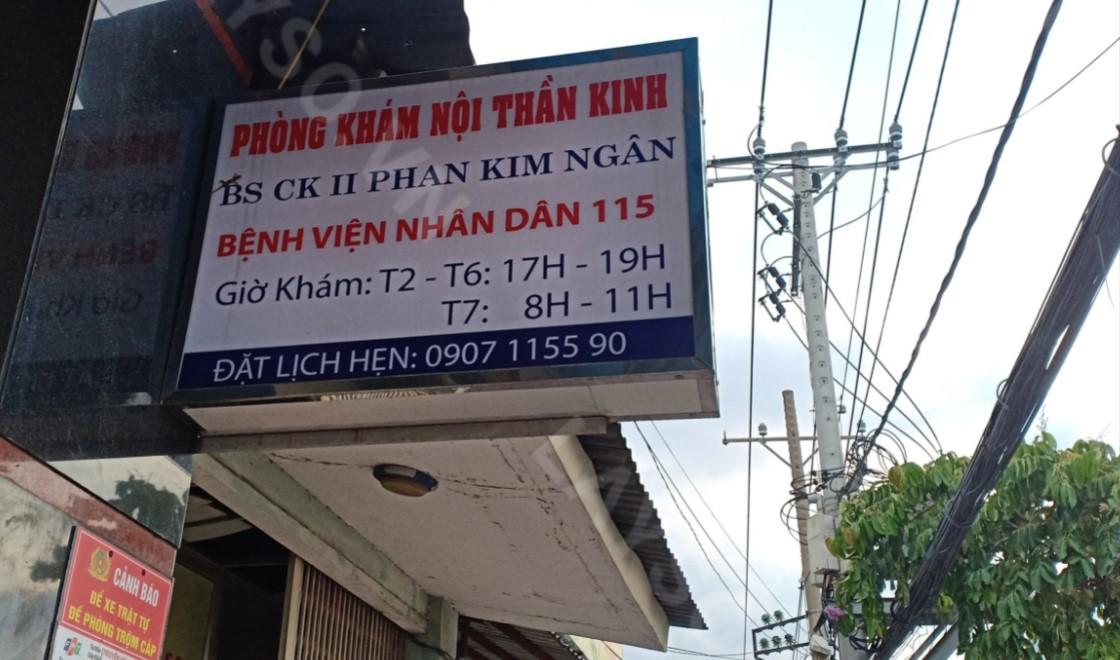 PHÒNG KHÁM NỘI THẦN KINH
BS CK II PHAN KIM NGÂN
BỆNH VIỆN NHÂN DÂN 115
Giờ Khám: T2 - T6: 17H - 19H
T7: 8H - 11H
ĐẶT LỊCH HẸN: 0907 1155 90
CẢNH BÁO
ĐỂ XE TRẬT TỰ
ĐỀ PHÒNG TRỘM CẮP
FPT